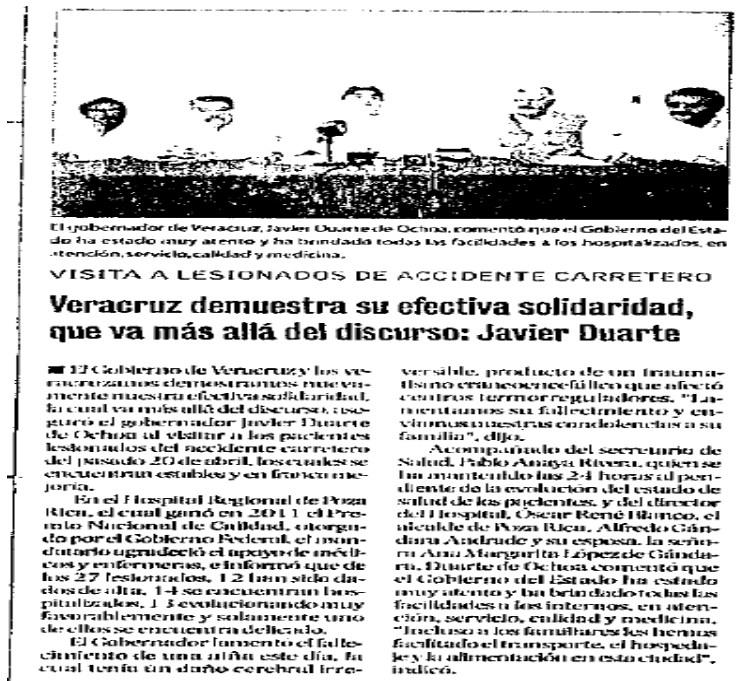 El gobernador de Veracruz, Javier Duarte de Ochoa, comentó que el Gobierno del Esta-
do ha estado muy atento y ha brindado todas las facilidades a los hospitalizados, en
atención, servicio, calidad y medicina.
VISITA A LESIONADOS DE ACCIDENTE CARRETERO
Veracruz demuestra su efectiva solidaridad,
que va más allá del discurso: Javier Duarte
El Gobierno de Veracruz y los ve-
racruzanos demostramos nueva-
mente nuestra efectiva solidaridad,
la cual va más allá del discurso, ase-
guró el gobernador Javier Duarte
de Ochoa al visitar a los pacientes
lesionados del accidente carretero
del pasado 20 de abril, los cuales se
encuentran estables y en franca me-
joría.
En el Hospital Regional de Poza
Rica, el cual ganó en 2011 el Pre-
mio Nacional de Calidad, otorga-
do por el Gobierno Federal, el man-
datario agradeció el apoyo de médi-
cos y enfermeras, e informó que de
los 27 lesionados, 12 han sido da-
dos de alta, 14 se encuentran hos-
pitalizados, 13 evolucionando muy
favorablemente y solamente uno
de ellos se encuentra delicado.
El Gobernador lamentó el falle-
cimiento de una niña este día, la
cual tenía un daño cerebral irre-
versible, producto de un trauma-
tismo craneoencefálico que afectó
centros termorreguladores. "La-
mentamos su fallecimiento y en-
viamos nuestras condolencias a su
familia", dijo.
Acompañado del secretario de
Salud, Pablo Anaya Rivera, quien se
ha mantenido las 24 horas al pen-
diente de la evolución del estado de
salud de los pacientes, y del director
del Hospital, Óscar René Blanco, el
alcalde de Poza Rica, Alfredo Gán-
dara Andrade y su esposa, la seño-
ra Ana Margarita López de Gánda-
ra, Duarte de Ochoa comentó que
el Gobierno del Estado ha estado
muy atento y ha brindado todas las
facilidades a los internos, en aten-
ción, servicio, calidad y medicina.
"Incluso a los familiares les hemos
facilitado el transporte, el hospeda-
je y la alimentación en esta ciudad",
indicó.